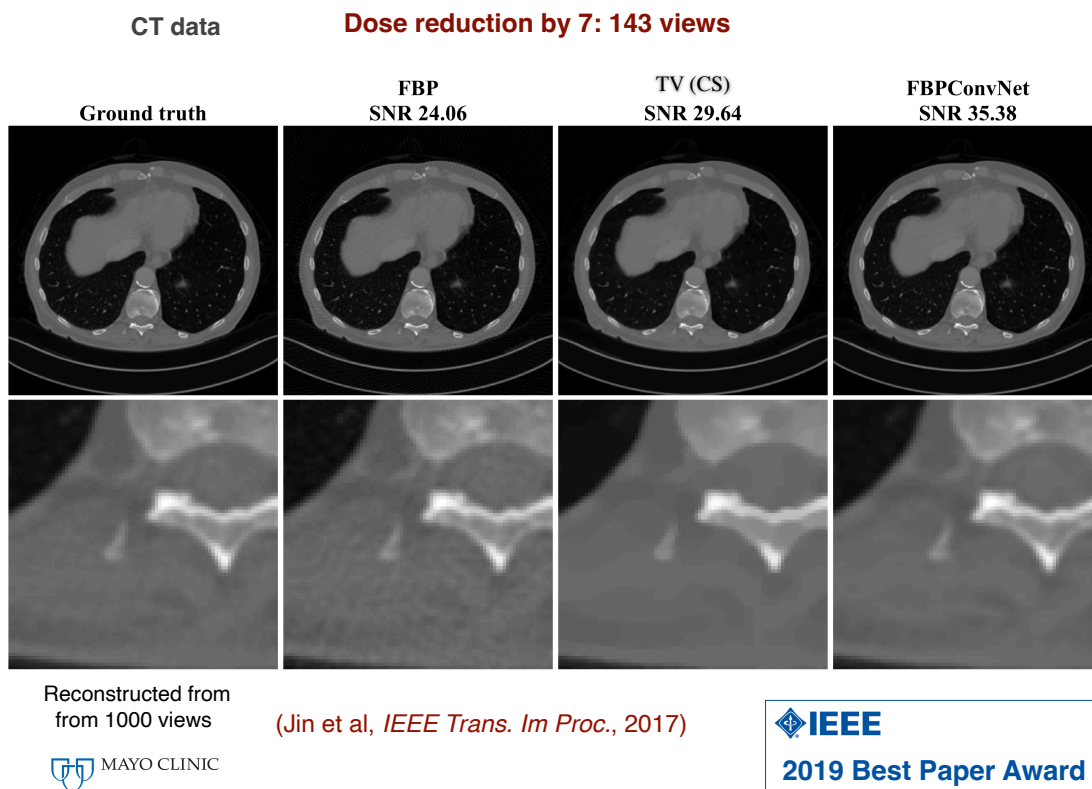 CT data
Dose reduction by 7: 143 views
Ground truth
FBP
SNR 24.06
TV (CS)
SNR 29.64
FBPConvNet
SNR 35.38
Reconstructed from
from 1000 views
MAYO CLINIC
(Jin et al, IEEE Trans. Im Proc., 2017)
IEEE
2019 Best Paper Award